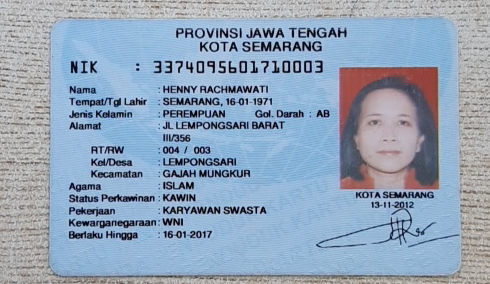 PROVINSI JAWA TENGAH
KOTA SEMARANG
NIK : 3374095601710003
Nama : HENNY RACHMAWATI
Tempat/Tgl Lahir : SEMARANG, 16-01-1971
Jenis Kelamin : PEREMPUAN Gol. Darah : AB
Alamat : JL LEMPONGSARI BARAT
III/356
RT/RW : 004 / 003
Kel/Desa : LEMPONGSARI
Kecamatan : GAJAH MUNGKUR
Agama : ISLAM
Status Perkawinan : KAWIN
Pekerjaan : KARYAWAN SWASTA
Kewarganegaraan : WNI
Berlaku Hingga : 16-01-2017
KOTA SEMARANG
13-11-2012